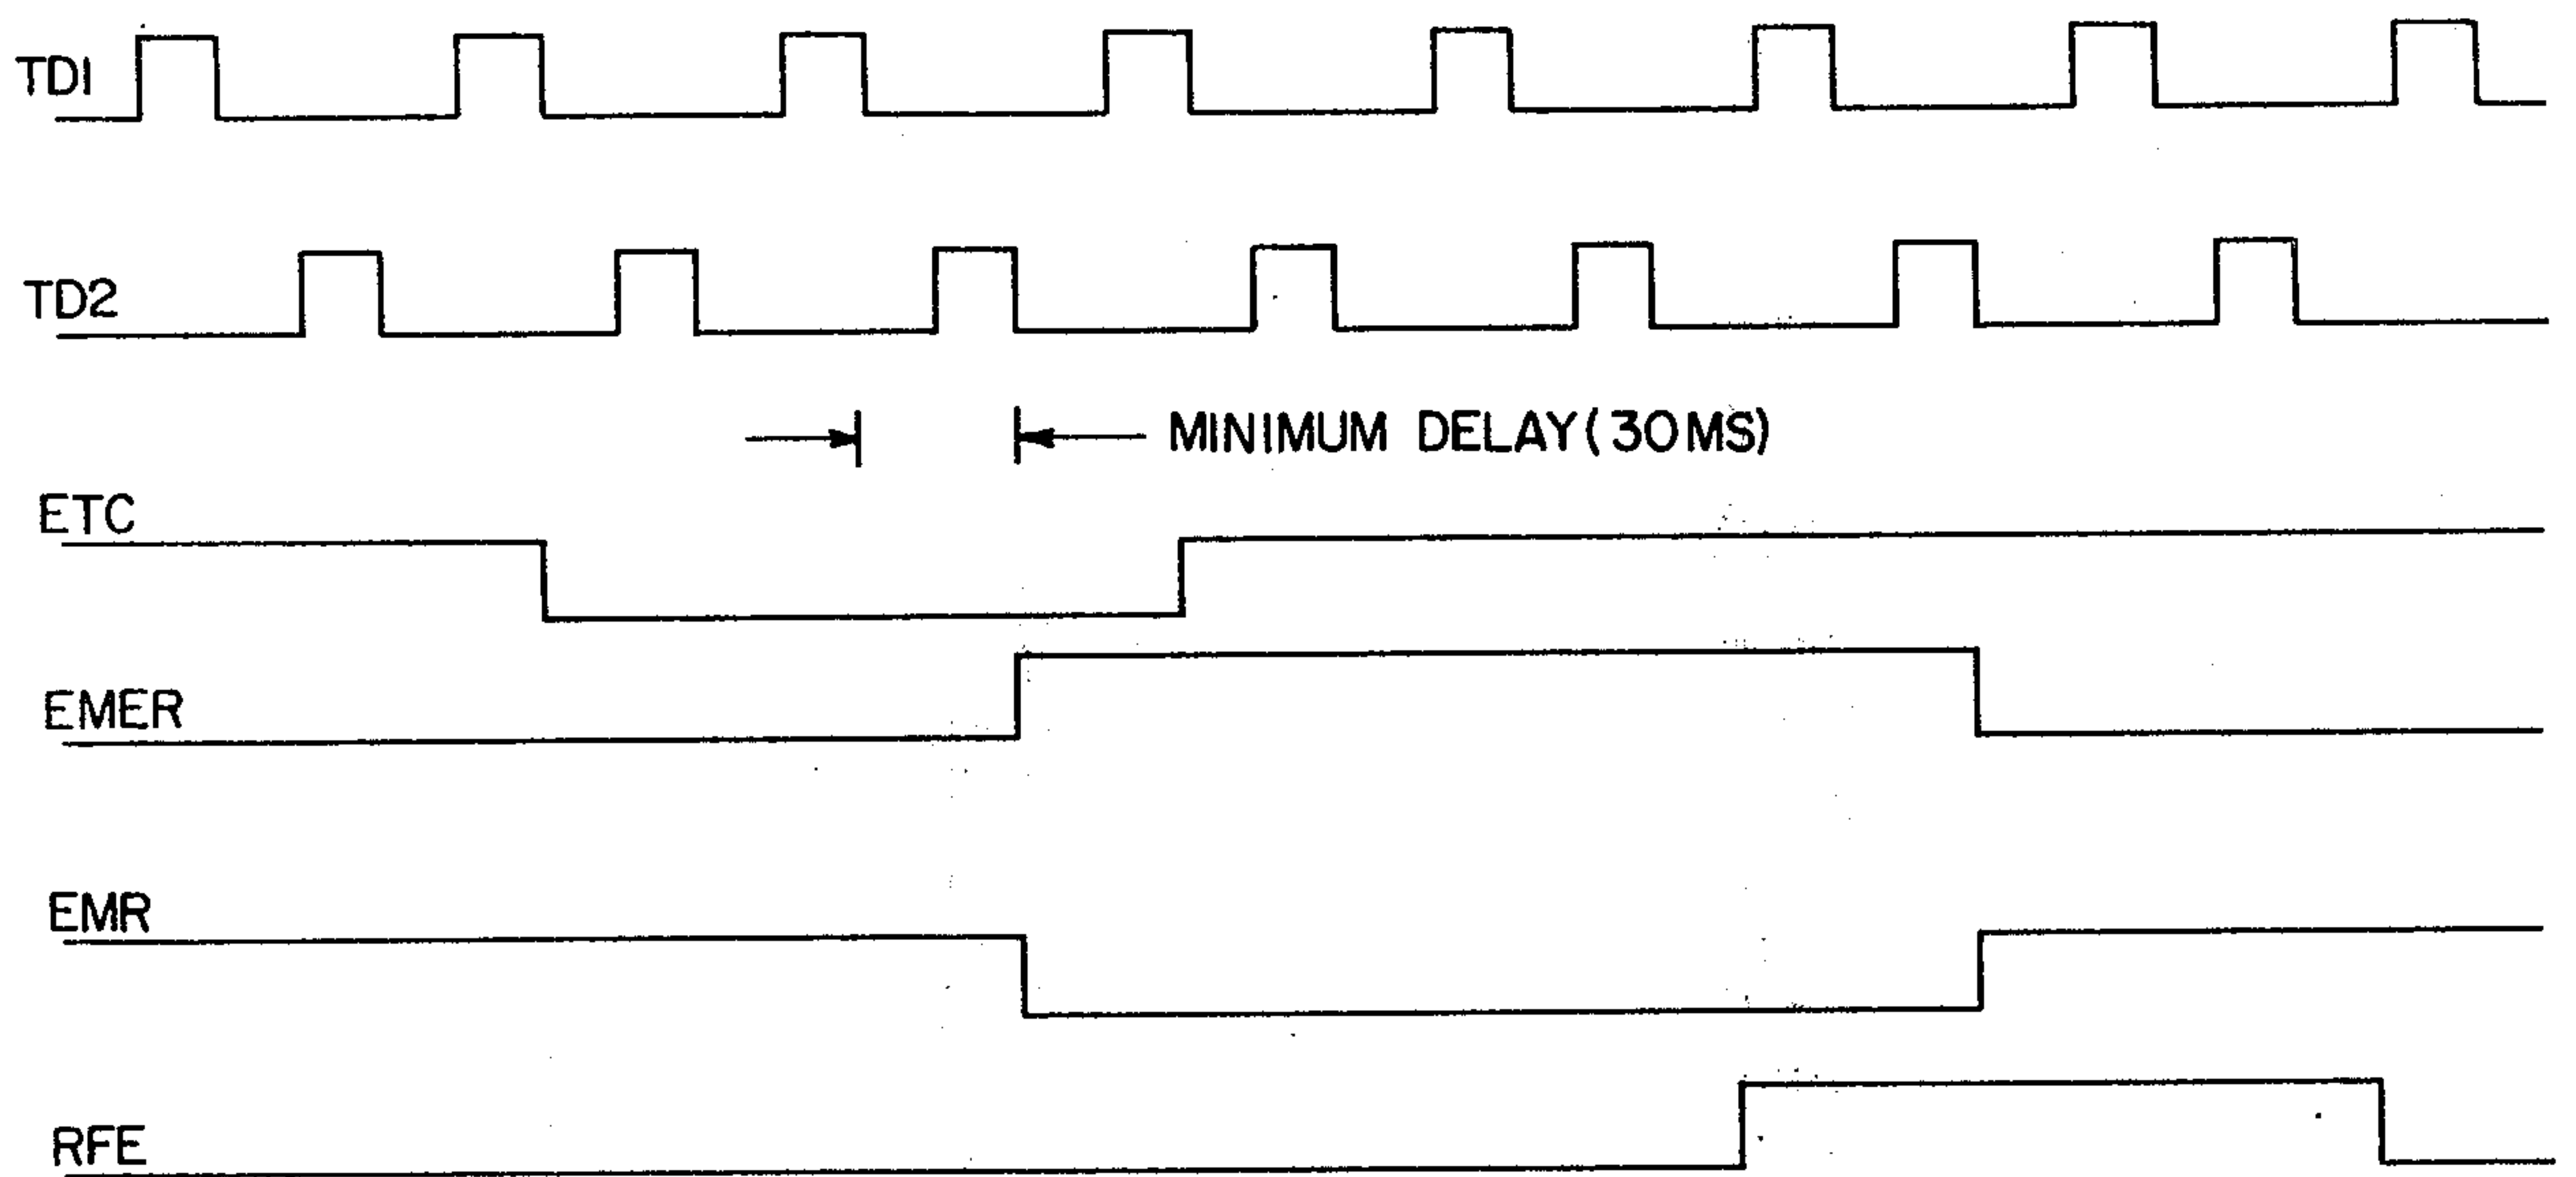 TD1
TD2
MINIMUM DELAY(30MS)
ETC
EMER
EMR
RFE